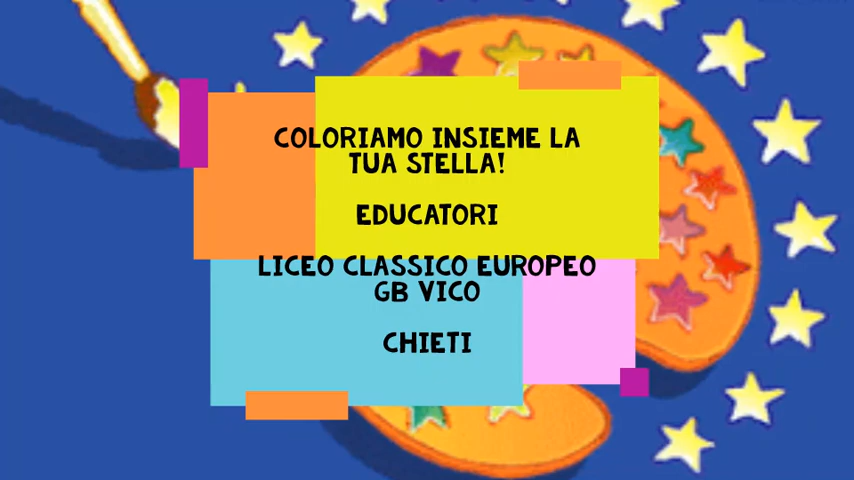 COLORIAMO INSIEME LA
TUA STELLA!
EDUCATORI
LICEO CLASSICO EUROPEO
GB VICO
CHIETI